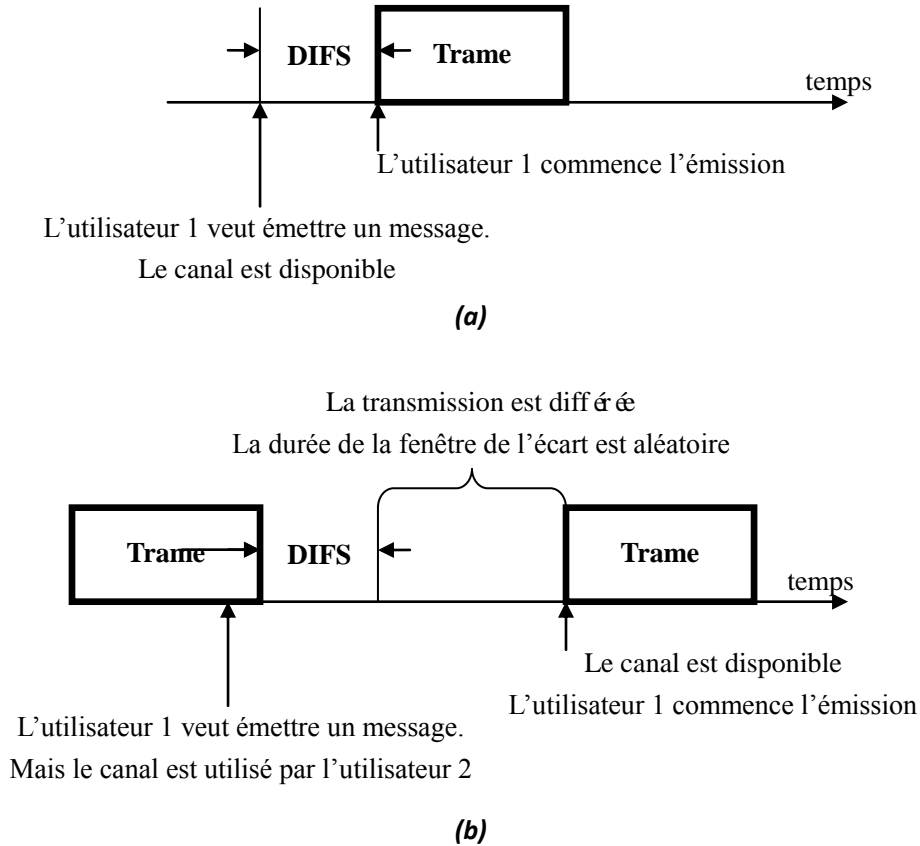 DIFS Trame
temps
L’utilisateur 1 commence l’émission
L’utilisateur 1 veut émettre un message.
Le canal est disponible
(a)
La transmission est différée
La durée de la fenêtre de l’écart est aléatoire
Trame DIFS Trame
temps
Le canal est disponible
L’utilisateur 1 commence l’émission
L’utilisateur 1 veut émettre un message.
Mais le canal est utilisé par l’utilisateur 2
(b)